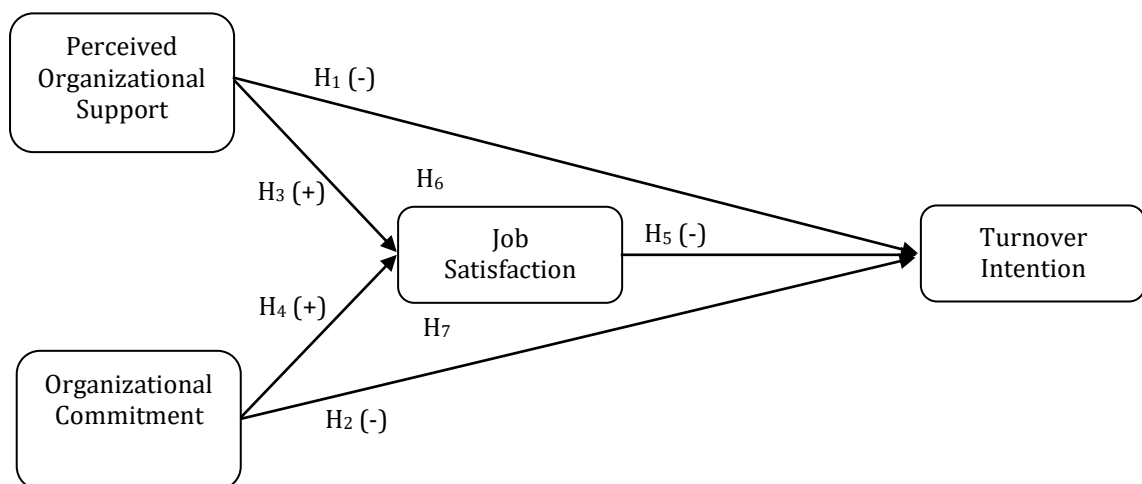 Perceived
Organizational
Support
H₁ (-)
H₃ (+)
H₆
Job
Satisfaction
H₅ (-)
Turnover
Intention
H₄ (+)
H₇
Organizational
Commitment
H₂ (-)